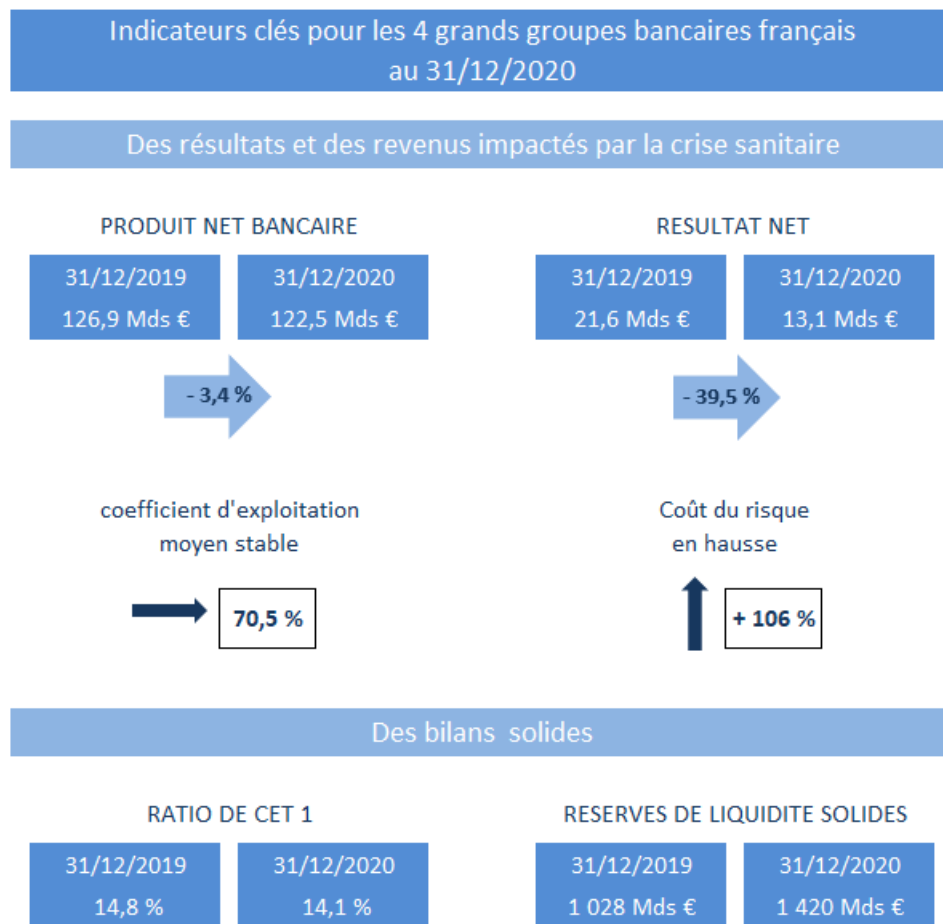 Indicateurs clés pour les 4 grands groupes bancaires français
au 31/12/2020
Des résultats et des revenus impactés par la crise sanitaire
PRODUIT NET BANCAIRE
31/12/2019
126,9 Mds €
31/12/2020
122,5 Mds €
- 3,4 %
RESULTAT NET
31/12/2019
21,6 Mds €
31/12/2020
13,1 Mds €
- 39,5 %
coefficient d'exploitation
moyen stable
70,5 %
Coût du risque
en hausse
+ 106 %
Des bilans solides
RATIO DE CET 1
31/12/2019
14,8 %
31/12/2020
14,1 %
RESERVES DE LIQUIDITE SOLIDES
31/12/2019
1 028 Mds €
31/12/2020
1 420 Mds €